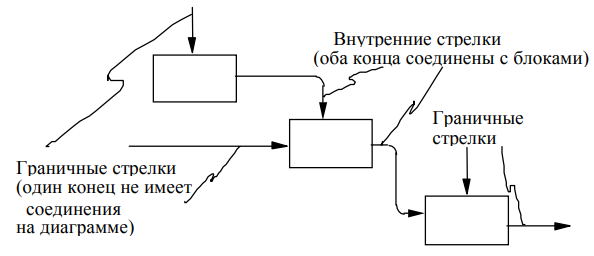 Внутренние стрелки
(оба конца соединены с блоками)
Граничные
стрелки
Граничные стрелки
(один конец не имеет
соединения
на диаграмме)